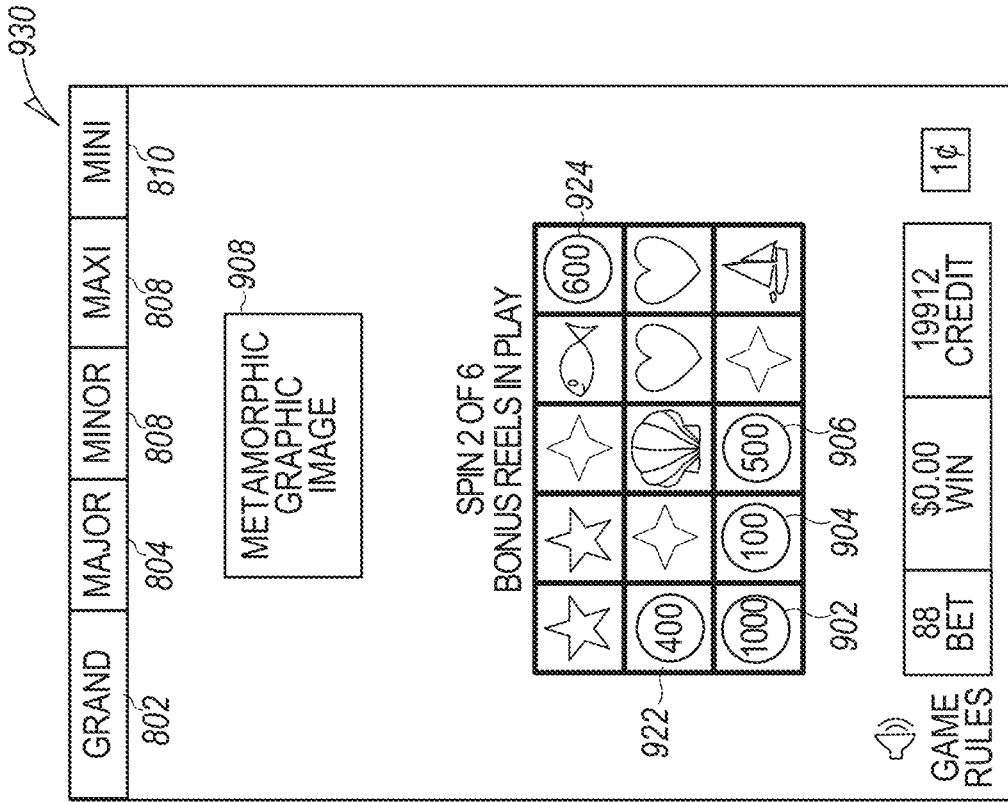 930
GRAND MAJOR MINOR MAXI MINI
802 804 808 808 810
METAMORPHIC
GRAPHIC
IMAGE
908
SPIN 2 OF 6
BONUS REELS IN PLAY
600
924
922
400
1000 100 500
902 904 906
GAME
RULES
88
BET
$0.00
WIN
19912
CREDIT
1¢